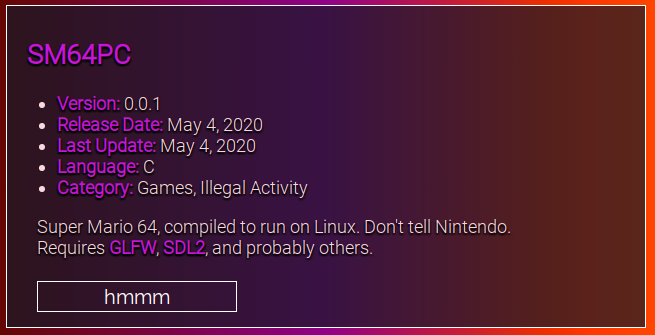 SM64PC
Version: 0.0.1
Release Date: May 4, 2020
Last Update: May 4, 2020
Language: C
Category: Games, Illegal Activity
Super Mario 64, compiled to run on Linux. Don't tell Nintendo.
Requires GLFW, SDL2, and probably others.
hmmm